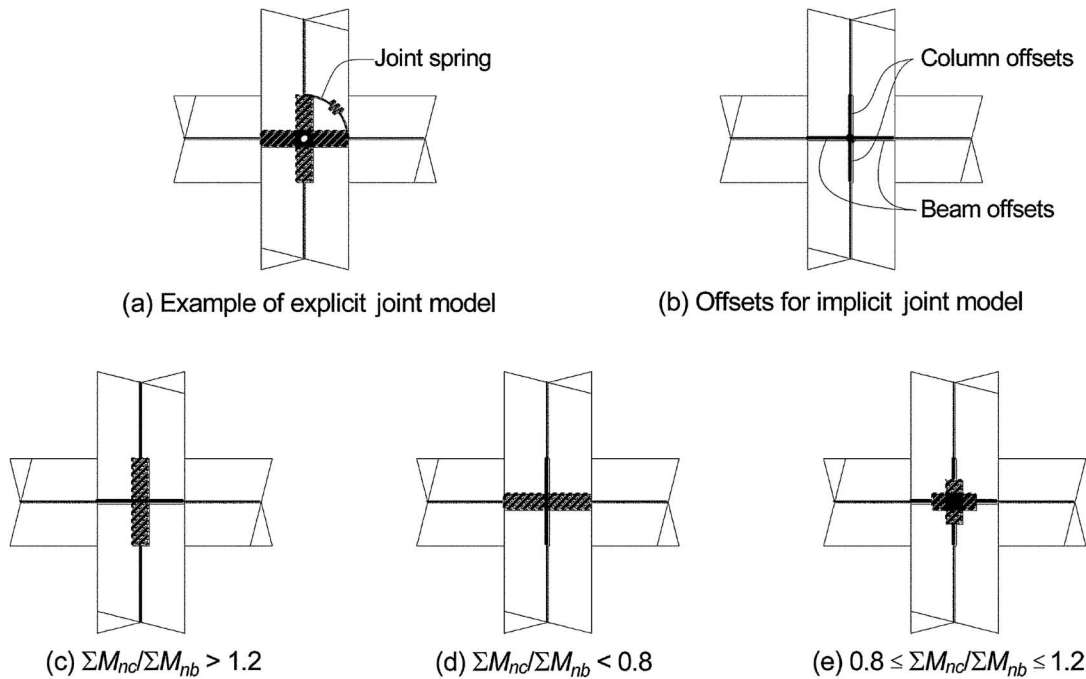 Joint spring
Column offsets
Beam offsets
(a) Example of explicit joint model
(b) Offsets for implicit joint model
(c) ΣMnc/ΣMnb > 1.2
(d) ΣMnc/ΣMnb < 0.8
(e) 0.8 ≤ ΣMnc/ΣMnb ≤ 1.2